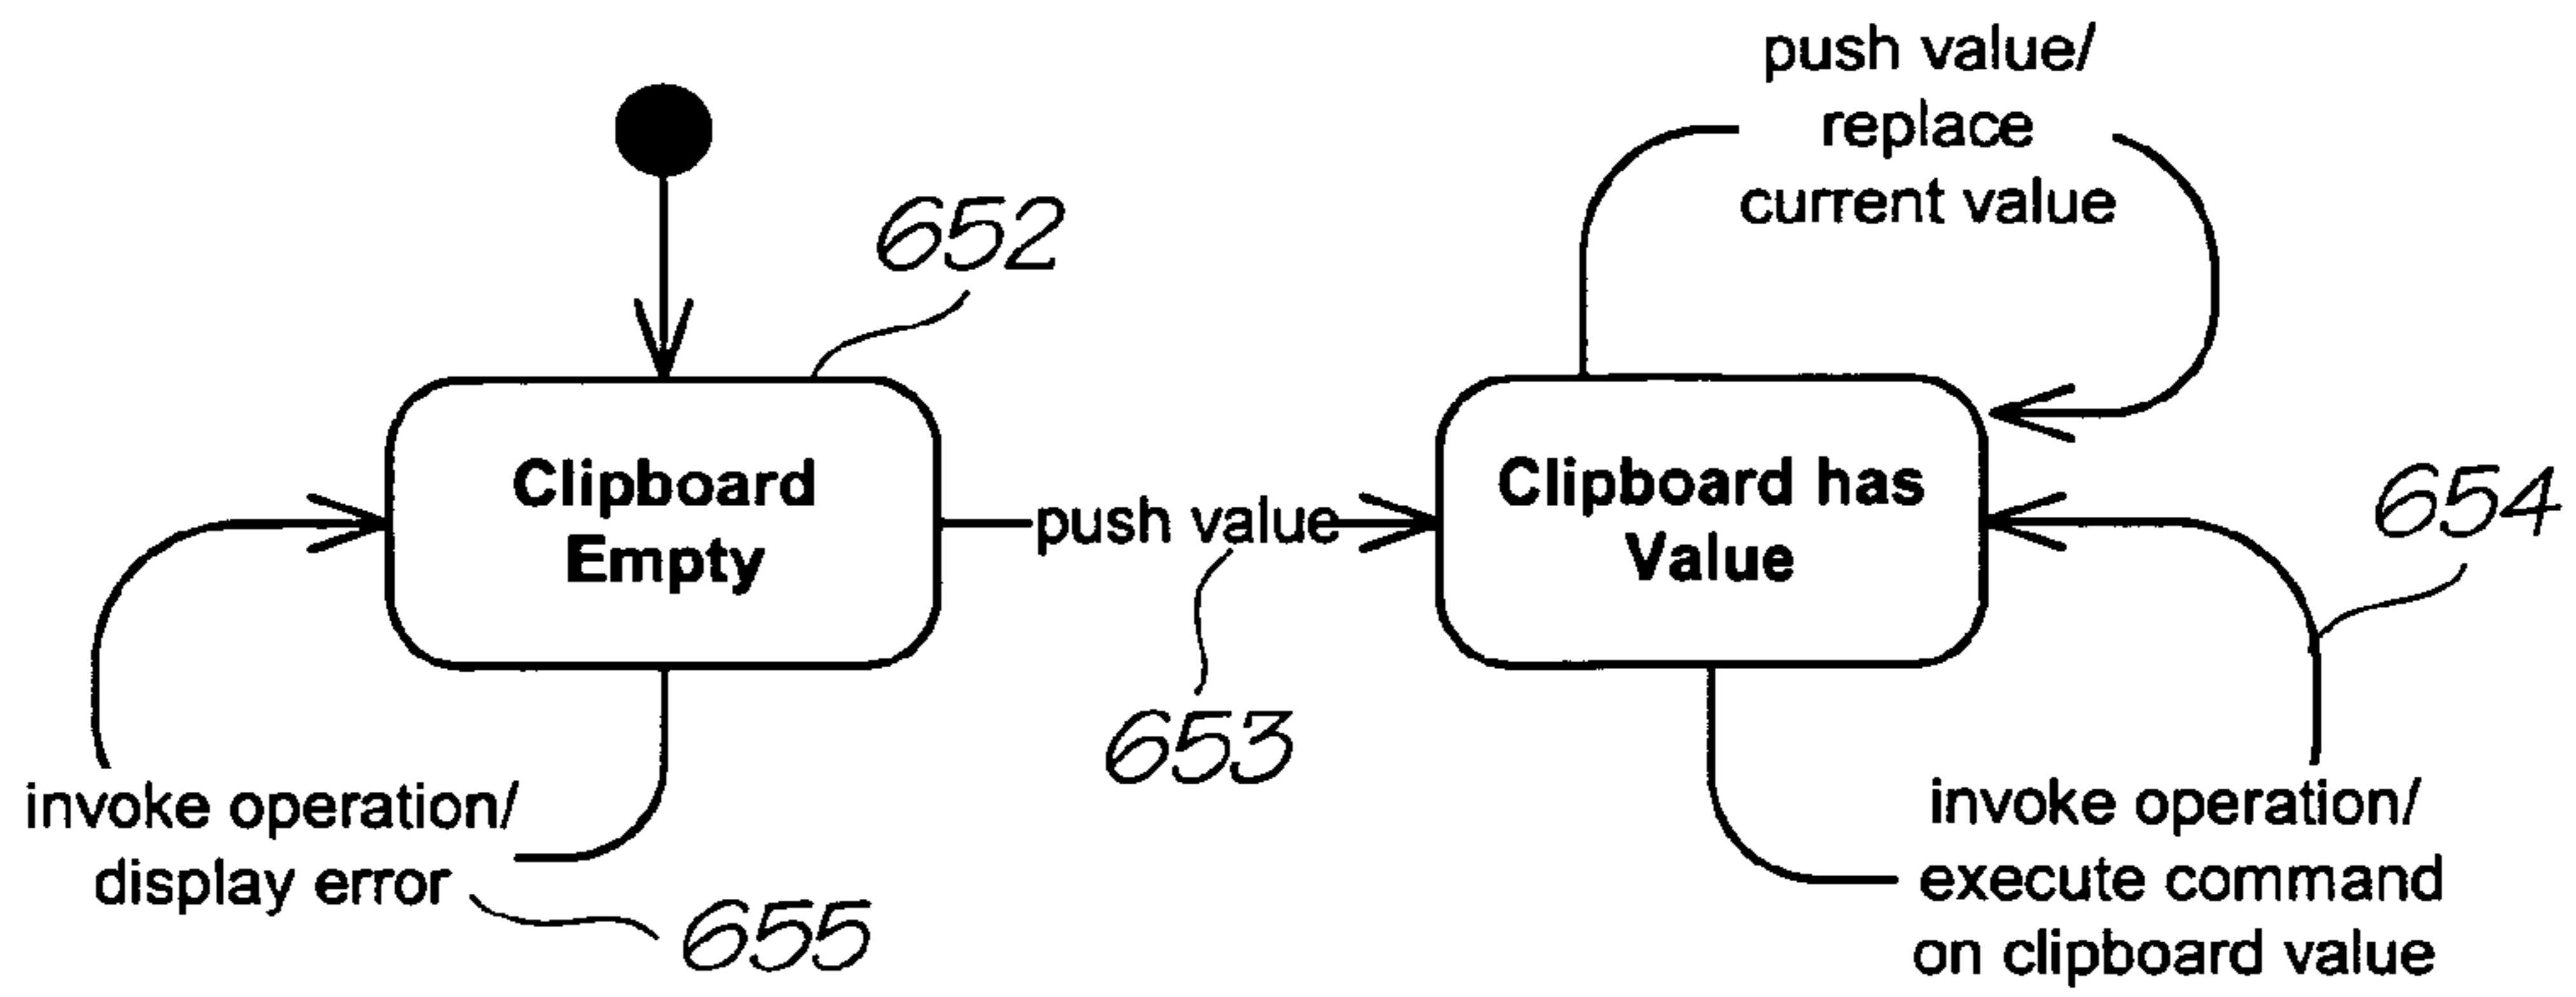 push value/
replace
current value
652
Clipboard
Empty
push value
Clipboard has
Value
654
653
invoke operation/
display error
655
invoke operation/
execute command
on clipboard value